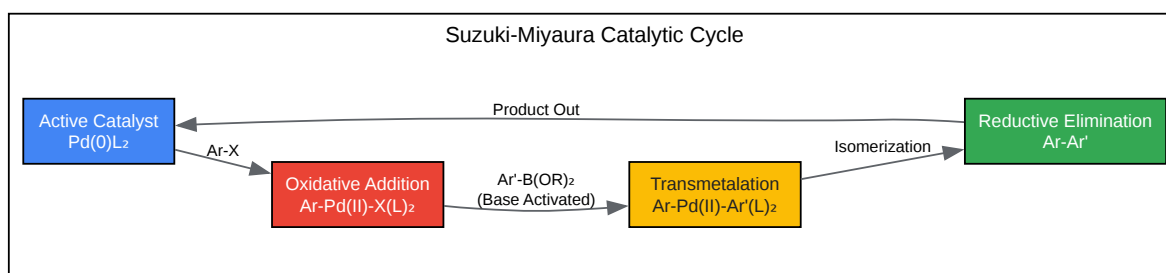 Suzuki-Miyaura Catalytic Cycle
Active Catalyst
Pd(0)L₂
Ar-X
Oxidative Addition
Ar-Pd(II)-X(L)₂
Ar'-B(OR)₂
(Base Activated)
Transmetalation
Ar-Pd(II)-Ar'(L)₂
Isomerization
Reductive Elimination
Ar-Ar'
Product Out